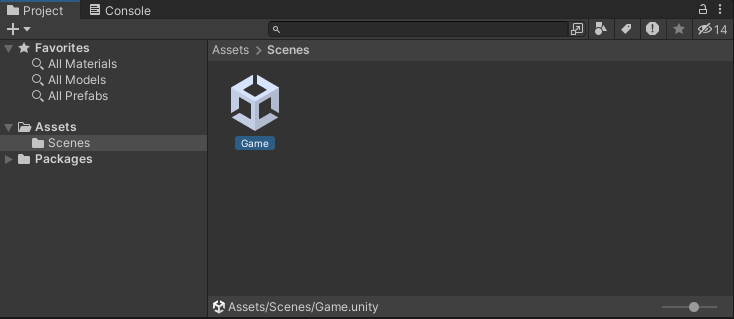 Project
Console
14
Favorites
All Materials
All Models
All Prefabs
Assets
Scenes
Packages
Assets > Scenes
Game
Assets/Scenes/Game.unity